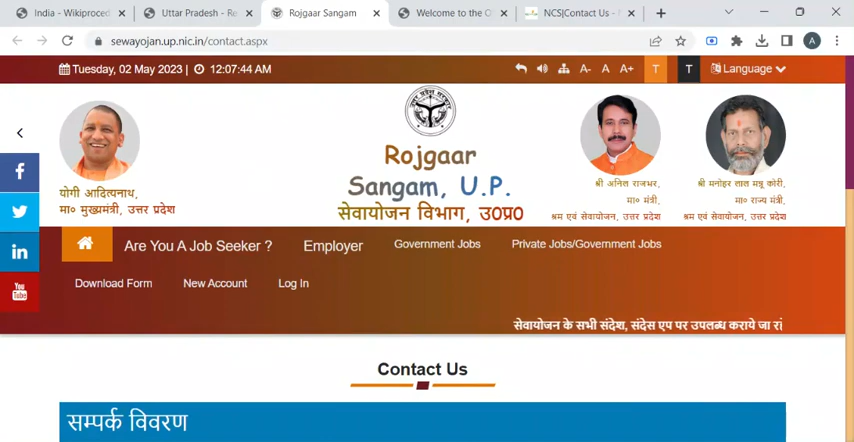 India - Wikiproced
Uttar Pradesh - Re
Rojgaar Sangam
Welcome to the O
NCS|Contact Us -
sewayojan.up.nic.in/contact.aspx
A
Tuesday, 02 May 2023 | 12:07:44 AM
A- A A+ T T Language
Rojgaar
Sangam, U.P.
सेवायोजन विभाग, उ०प्र०
योगी आदित्यनाथ,
मा० मुख्यमंत्री, उत्तर प्रदेश
श्री अनिल राजभर,
मा० मंत्री,
श्रम एवं सेवायोजन, उत्तर प्रदेश
श्री मनोहर लाल मन्नू कोरी,
मा० राज्य मंत्री,
श्रम एवं सेवायोजन, उत्तर प्रदेश
Are You A Job Seeker ? Employer Government Jobs Private Jobs/Government Jobs
Download Form New Account Log In
सेवायोजन के सभी संदेश, संदेस एप पर उपलब्ध कराये जा
Contact Us
सम्पर्क विवरण
You
Tube